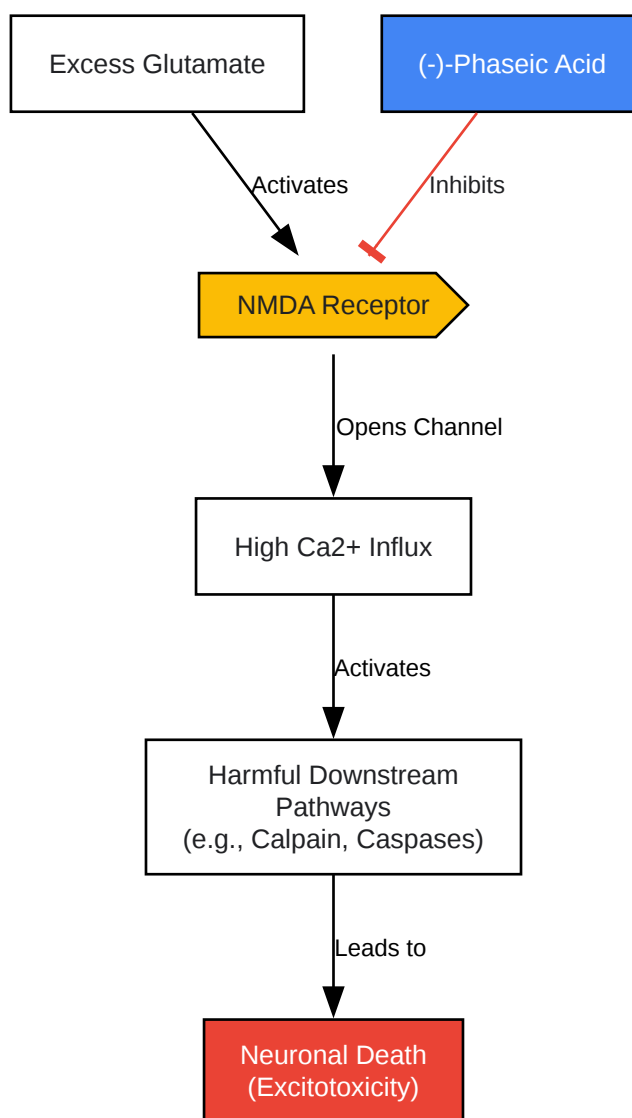 Excess Glutamate
(-)-Phaseic Acid
Activates
Inhibits
NMDA Receptor
Opens Channel
High Ca2+ Influx
Activates
Harmful Downstream
Pathways
(e.g., Calpain, Caspases)
Leads to
Neuronal Death
(Excitotoxicity)